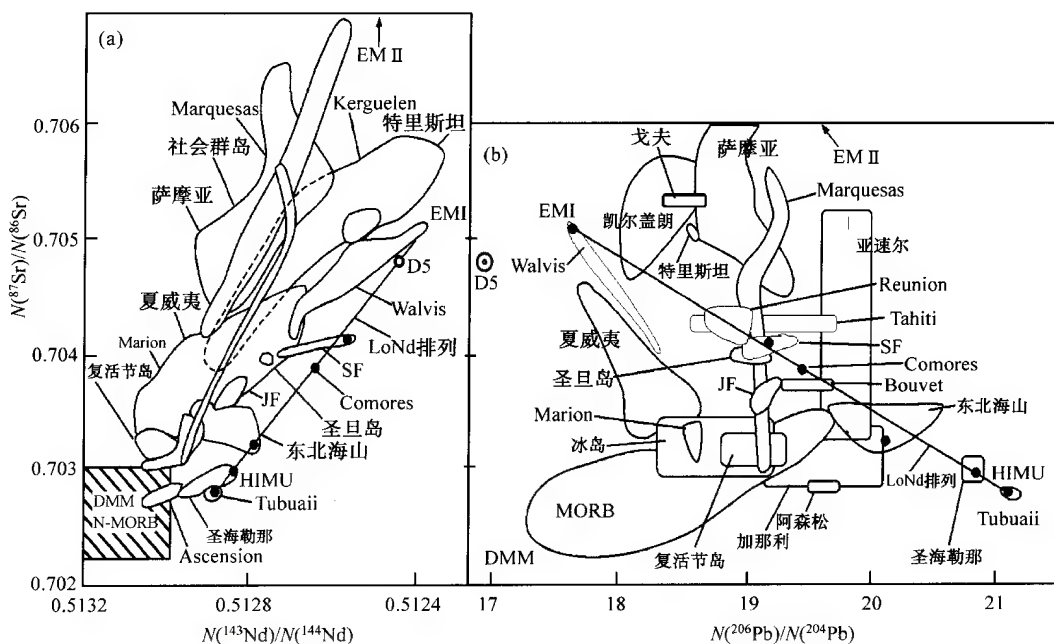 (a)
EM II
Marquesas
Kerguelen
社会群岛
特里斯坦
萨摩亚
EMI
D5
夏威夷
Walvis
Marion
LoNd排列
复活节岛
SF
JF
Comores
圣旦岛
东北海山
HIMU
Tubuaii
DMM
N-MORB
圣海勒那
Ascension
0.706
0.705
0.704
0.703
0.702
N(⁸⁷Sr)/N(⁸⁶Sr)
0.5132
0.5128
0.5124
N(¹⁴³Nd)/N(¹⁴⁴Nd)
(b)
戈夫
萨摩亚
EM II
Marquesas
EMI
凯尔盖朗
亚速尔
D5
Walvis
特里斯坦
Reunion
夏威夷
Tahiti
SF
圣旦岛
Comores
JF
Bouvet
Marion
东北海山
冰岛
HIMU
LoNd排列
MORB
Tubuaii
阿森松
DMM
复活节岛
加那利
圣海勒那
17
18
19
20
21
N(²⁰⁶Pb)/N(²⁰⁴Pb)